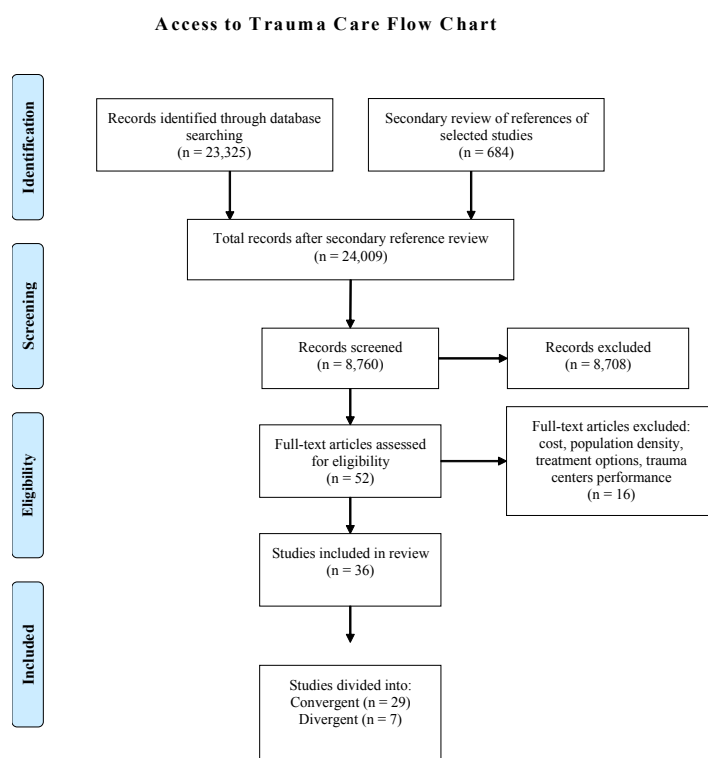 Access to Trauma Care Flow Chart
Identification
Records identified through database
searching
(n = 23,325)
Secondary review of references of
selected studies
(n = 684)
Total records after secondary reference review
(n = 24,009)
Screening
Records screened
(n = 8,760)
Records excluded
(n = 8,708)
Eligibility
Full-text articles assessed
for eligibility
(n = 52)
Full-text articles excluded:
cost, population density,
treatment options, trauma
centers performance
(n = 16)
Studies included in review
(n = 36)
Included
Studies divided into:
Convergent (n = 29)
Divergent (n = 7)